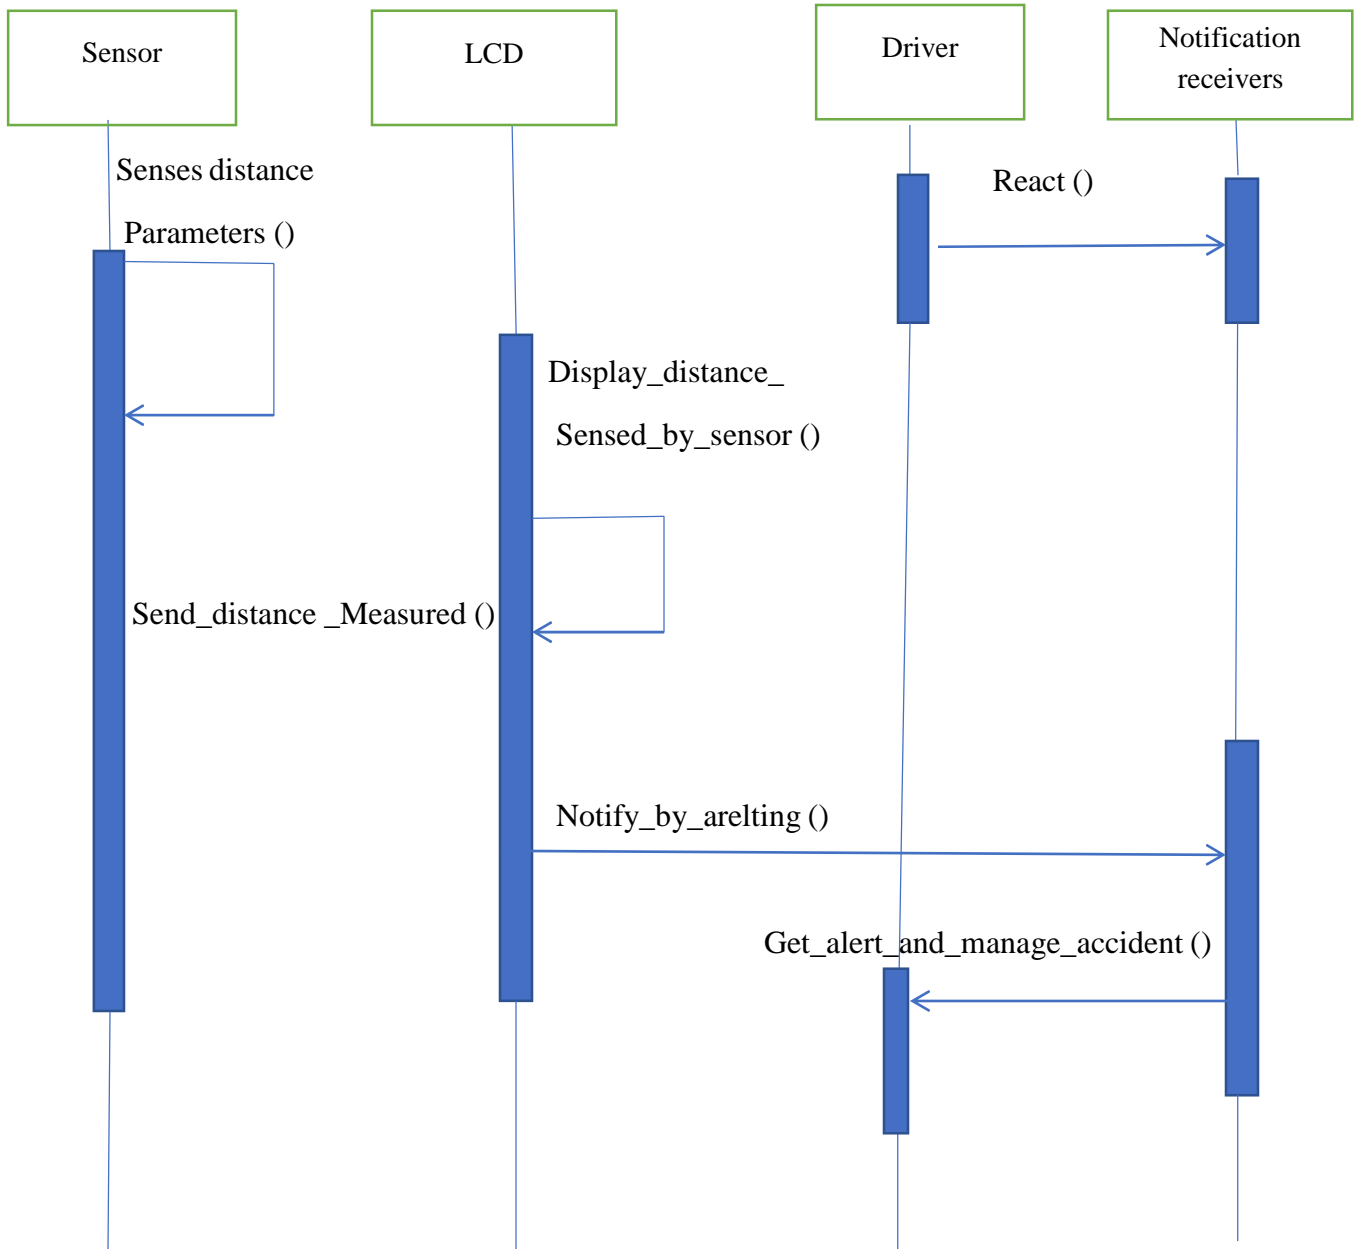 Sensor
LCD
Driver
Notification
receivers
Senses distance
Parameters ()
React ()
Display_distance_
Sensed_by_sensor ()
Send_distance _Measured ()
Notify_by_arelting ()
Get_alert_and_manage_accident ()